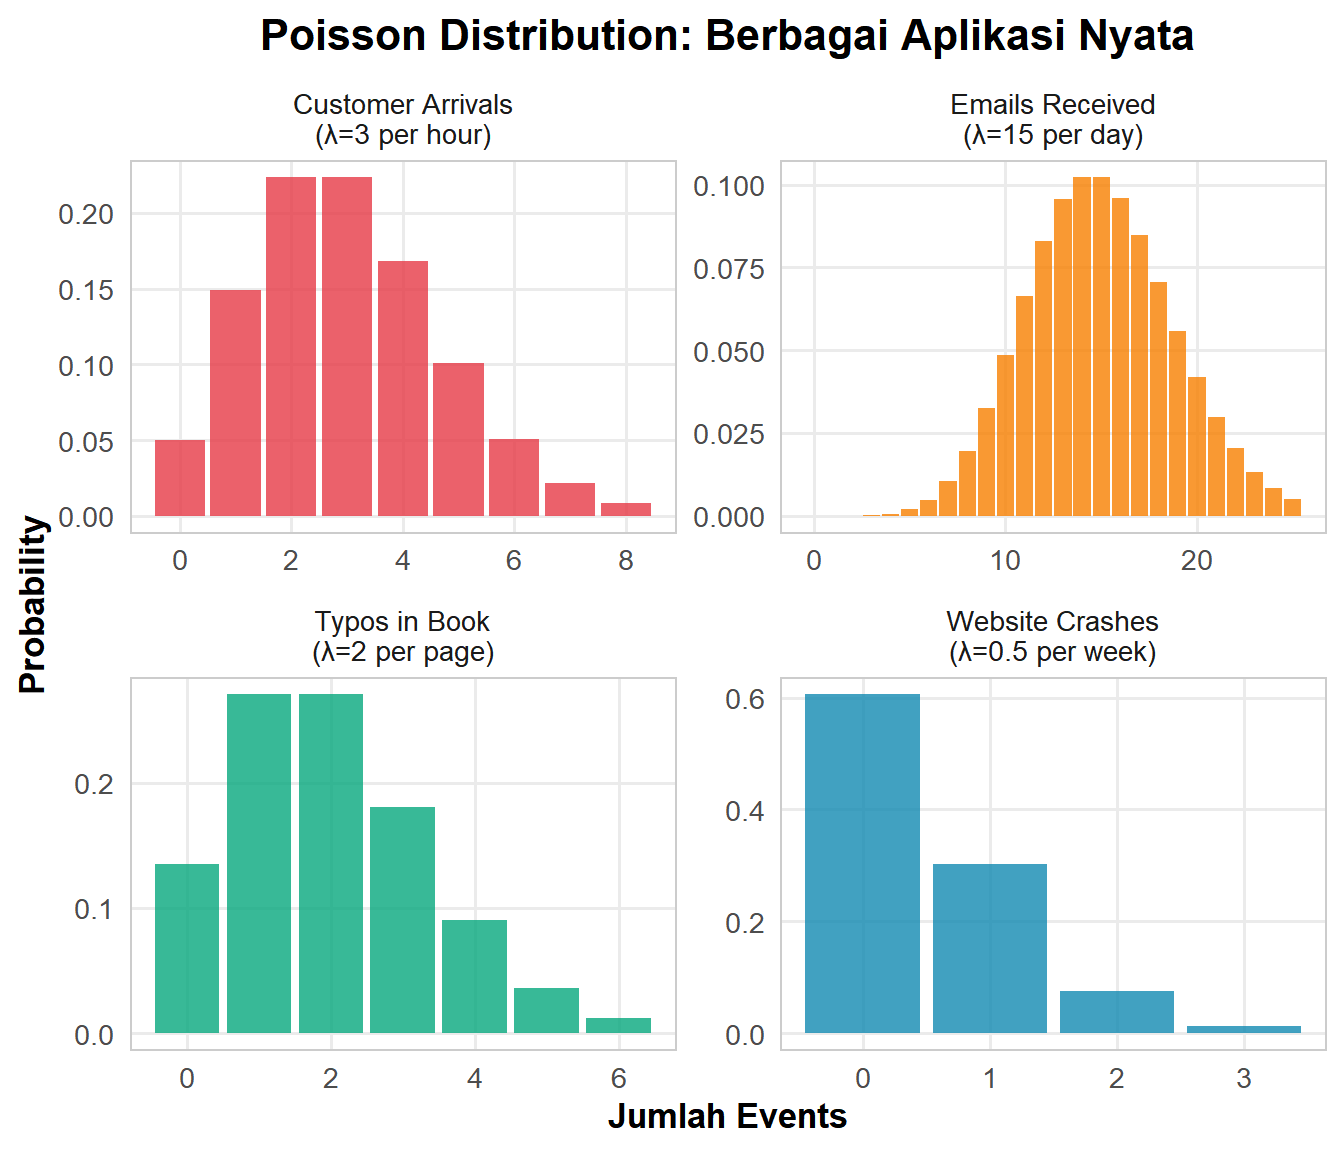 Poisson Distribution: Berbagai Aplikasi Nyata
Customer Arrivals
(λ=3 per hour)
0.20
0.15
0.10
0.05
0.00
0 2 4 6 8
Emails Received
(λ=15 per day)
0.100
0.075
0.050
0.025
0.000
0 10 20
Probability
Typos in Book
(λ=2 per page)
0.2
0.1
0.0
0 2 4 6
Website Crashes
(λ=0.5 per week)
0.6
0.4
0.2
0.0
0 1 2 3
Jumlah Events